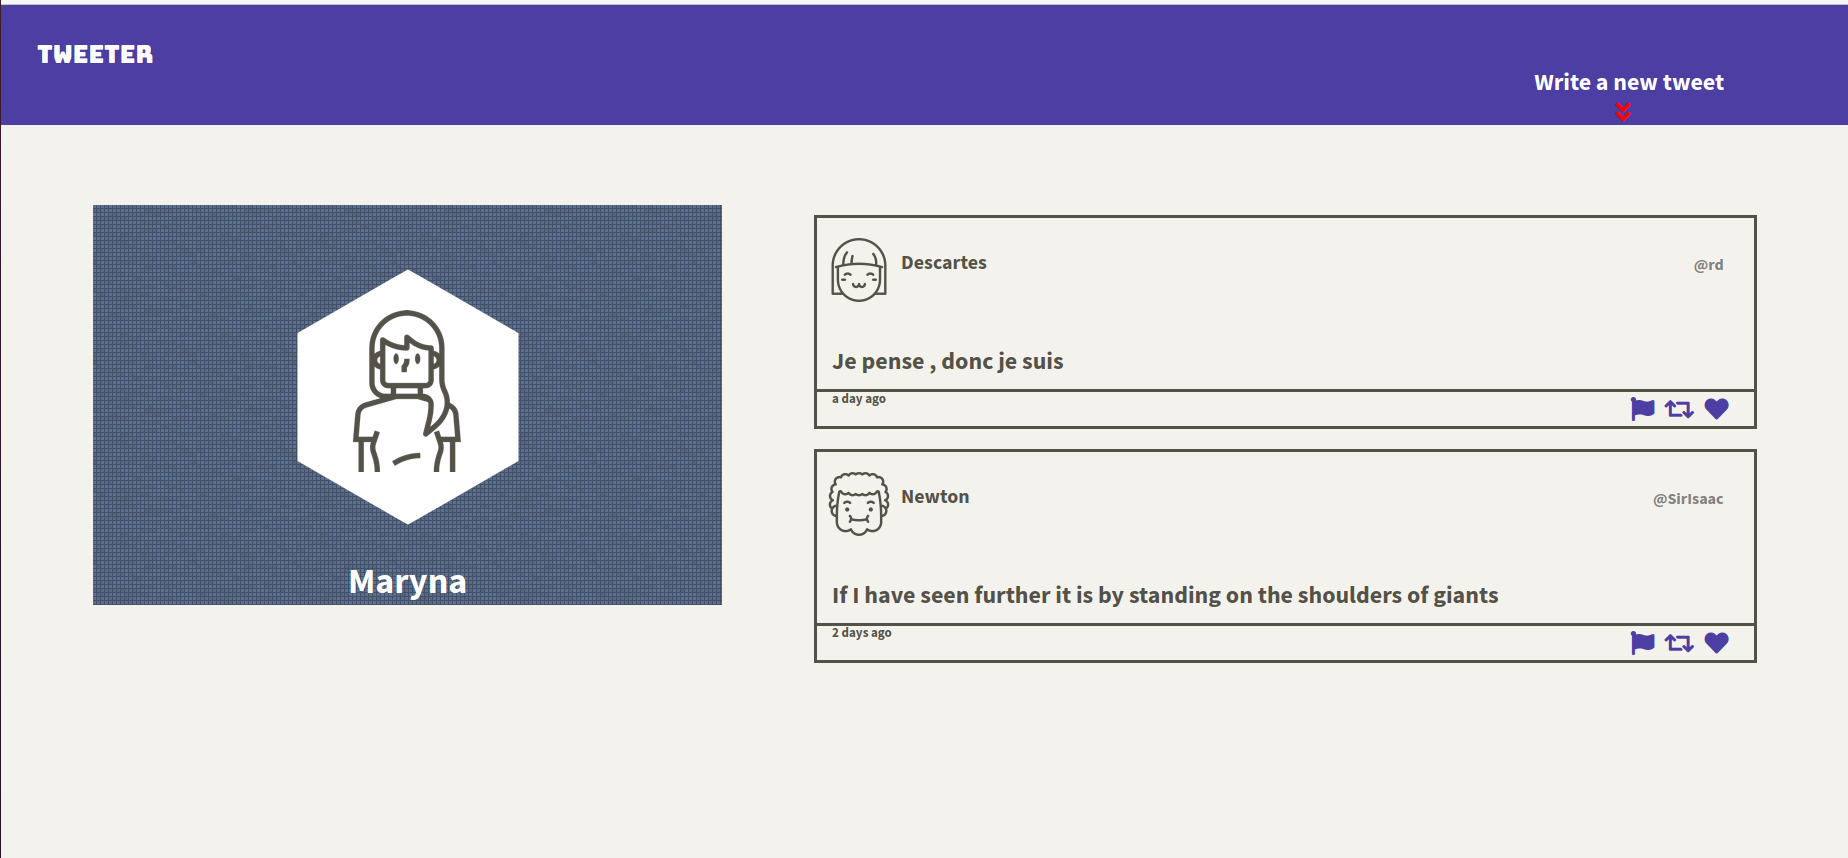 TWEETER
Write a new tweet
Maryna
Descartes
@rd
Je pense , donc je suis
a day ago
Newton
@SirIsaac
If I have seen further it is by standing on the shoulders of giants
2 days ago